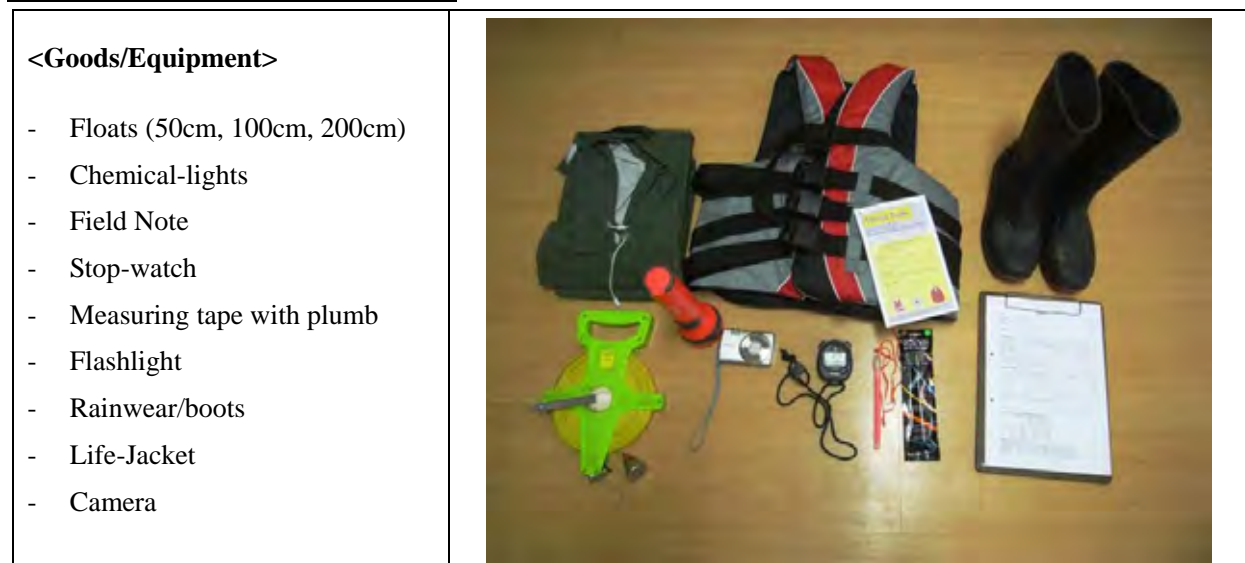 <Goods/Equipment>
- Floats (50cm, 100cm, 200cm)
- Chemical-lights
- Field Note
- Stop-watch
- Measuring tape with plumb
- Flashlight
- Rainwear/boots
- Life-Jacket
- Camera